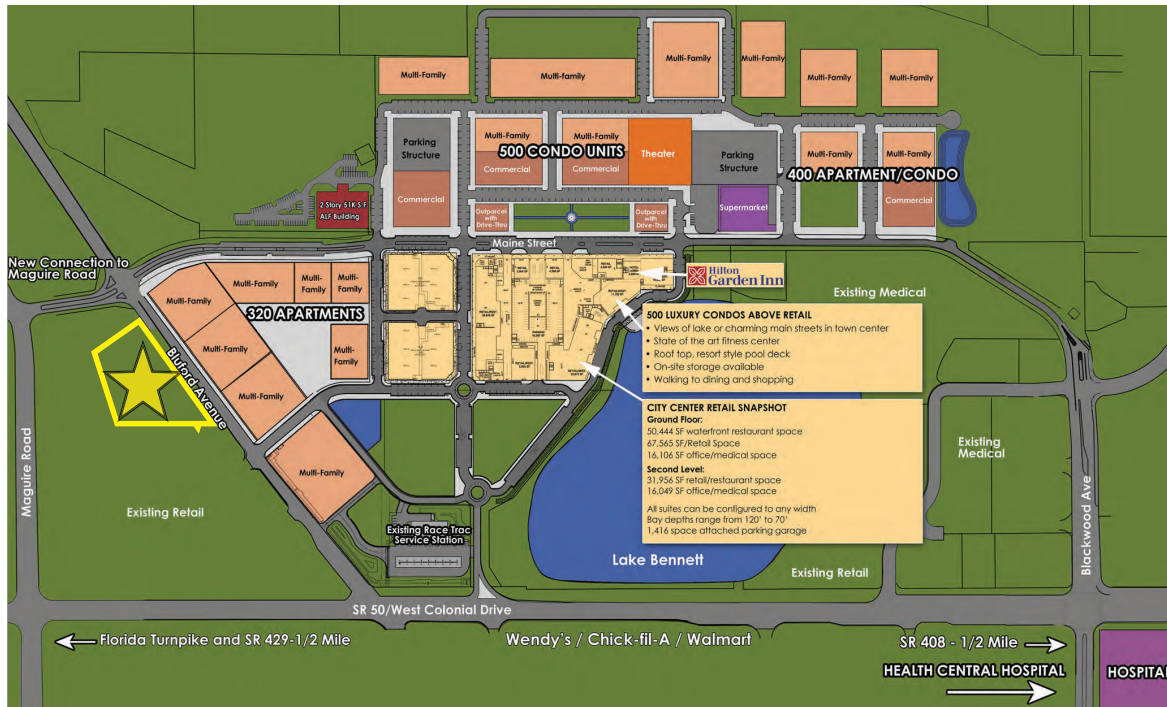 Multi-Family
Multi-family
Multi-Family
Multi-Family
Multi-Family
Multi-Family
Parking
Structure
Multi-Family
Multi-Family
500 CONDO UNITS
Commercial
Commercial
Theater
Parking
Structure
Multi-Family
Multi-Family
400 APARTMENT/CONDO
Commercial
Commercial
Supermarket
2 Story 51K S.F.
ALF Building
Outparcel
with
Drive-Thru
Outparcel
with
Drive-Thru
Maine Street
New Connection to
Maguire Road
Hilton
Garden Inn
Existing Medical
Multi-Family
Multi-Family
Multi-
Family
Multi-
Family
320 APARTMENTS
Multi-Family
Multi-
Family
Multi-Family
Multi-Family
Bluford Avenue
Maguire Road
500 LUXURY CONDOS ABOVE RETAIL
• Views of lake or charming main streets in town center
• State of the art fitness center
• Roof top, resort style pool deck
• On-site storage available
• Walking to dining and shopping
CITY CENTER RETAIL SNAPSHOT
Ground Floor:
50,444 SF waterfront restaurant space
67,565 SF/Retail Space
16,106 SF office/medical space
Second Level:
31,956 SF retail/restaurant space
16,049 SF office/medical space
All suites can be configured to any width
Bay depths range from 120' to 70'
1,416 space attached parking garage
Existing
Medical
Existing Retail
Existing Race Trac
Service Station
Lake Bennett
Existing Retail
Blackwood Ave
SR 50/West Colonial Drive
Florida Turnpike and SR 429-1/2 Mile
Wendy's / Chick-fil-A / Walmart
SR 408 - 1/2 Mile
HEALTH CENTRAL HOSPITAL
HOSPITAL